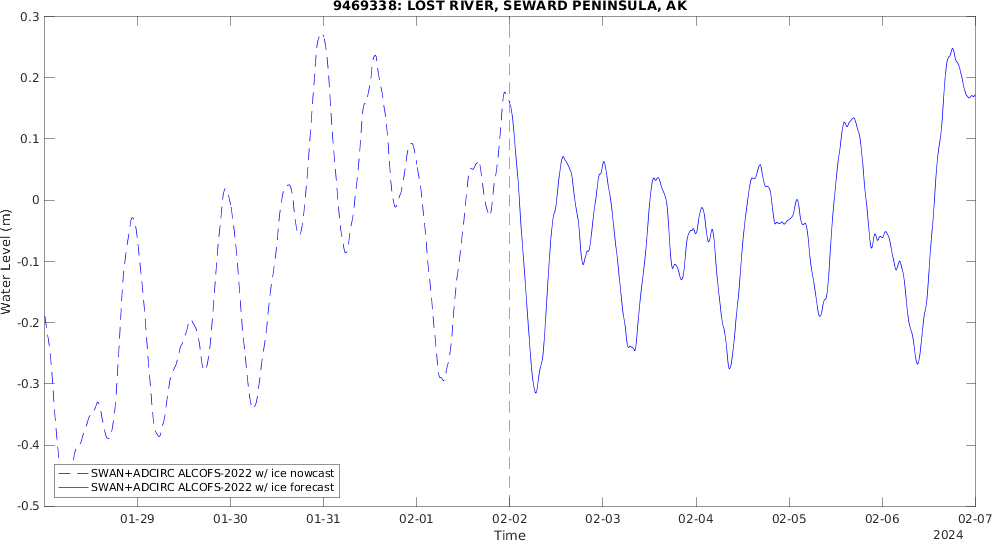 9469338: LOST RIVER, SEWARD PENINSULA, AK
0.3
0.2
0.1
0
-0.1
-0.2
-0.3
-0.4
-0.5
Water Level (m)
SWAN+ADCIRC ALCOFS-2022 w/ ice nowcast
SWAN+ADCIRC ALCOFS-2022 w/ ice forecast
01-29 01-30 01-31 02-01 02-02 02-03 02-04 02-05 02-06 02-07
Time
2024